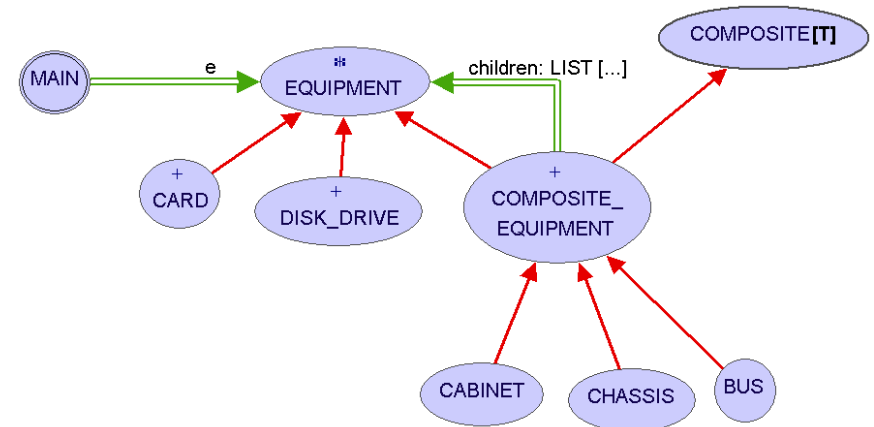 COMPOSITE[T]
MAIN
e
*
EQUIPMENT
children: LIST [...]
+
CARD
+
DISK_DRIVE
+
COMPOSITE_
EQUIPMENT
CABINET
CHASSIS
BUS